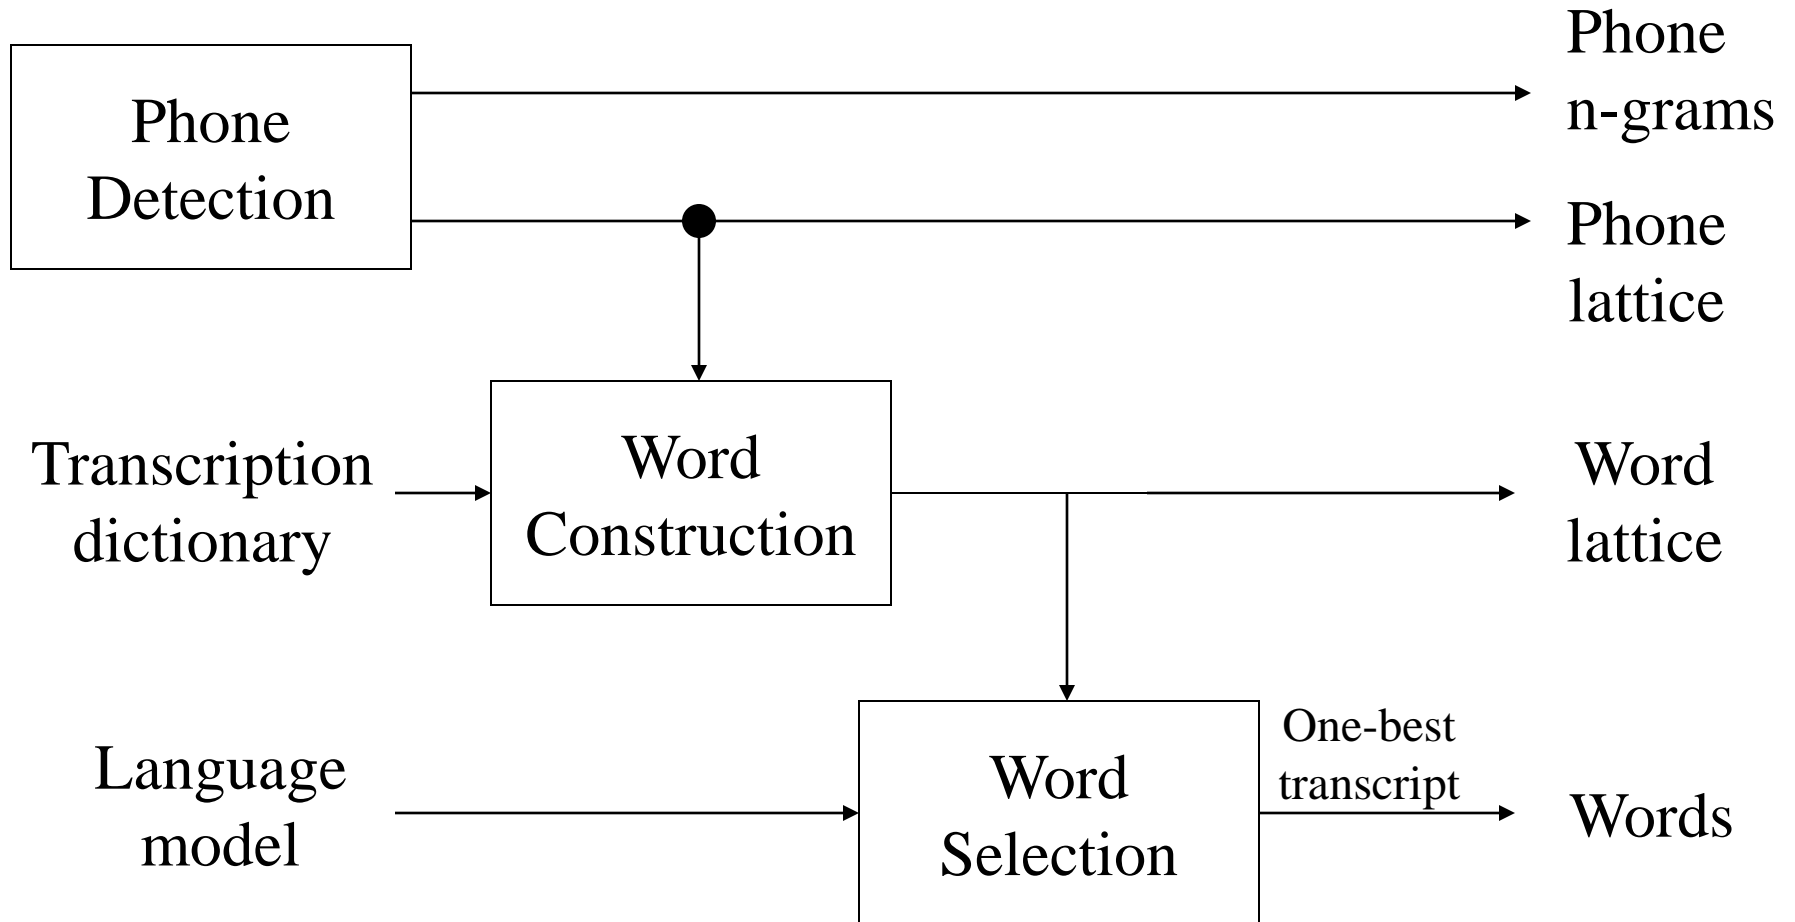 Phone
n-grams
Phone
Detection
Phone
lattice
Transcription
dictionary
Word
Construction
Word
lattice
Language
model
Word
Selection
One-best
transcript
Words